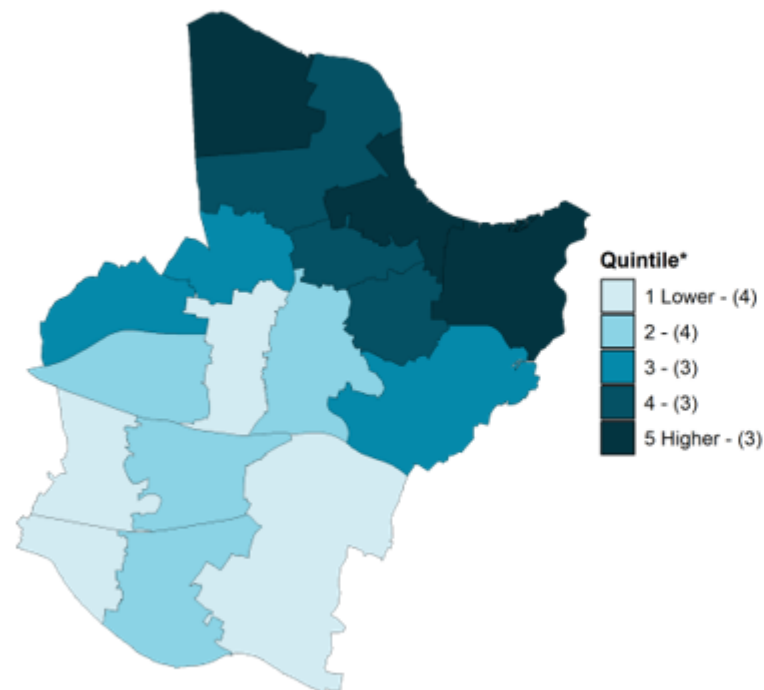 Quintile*
1 Lower - (4)
2 - (4)
3 - (3)
4 - (3)
5 Higher - (3)